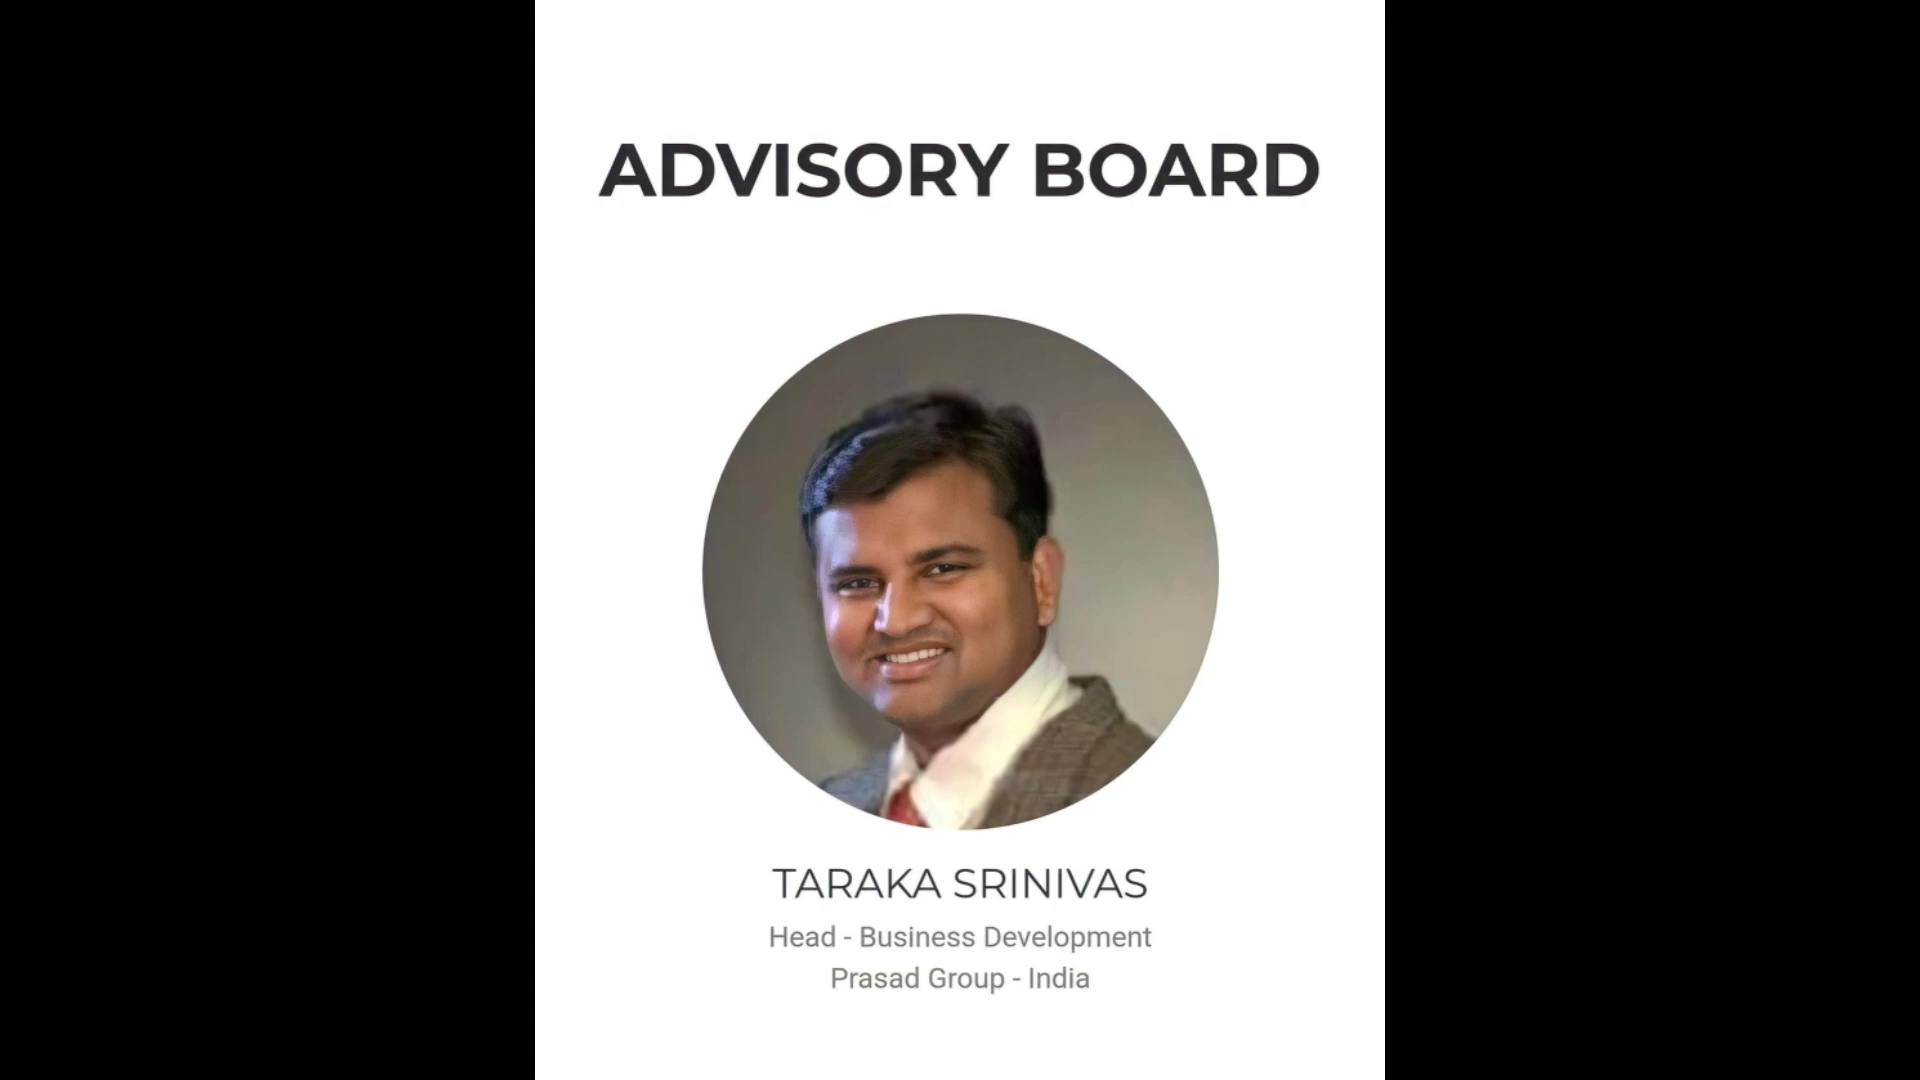 ADVISORY BOARD
TARAKA SRINIVAS
Head - Business Development
Prasad Group - India